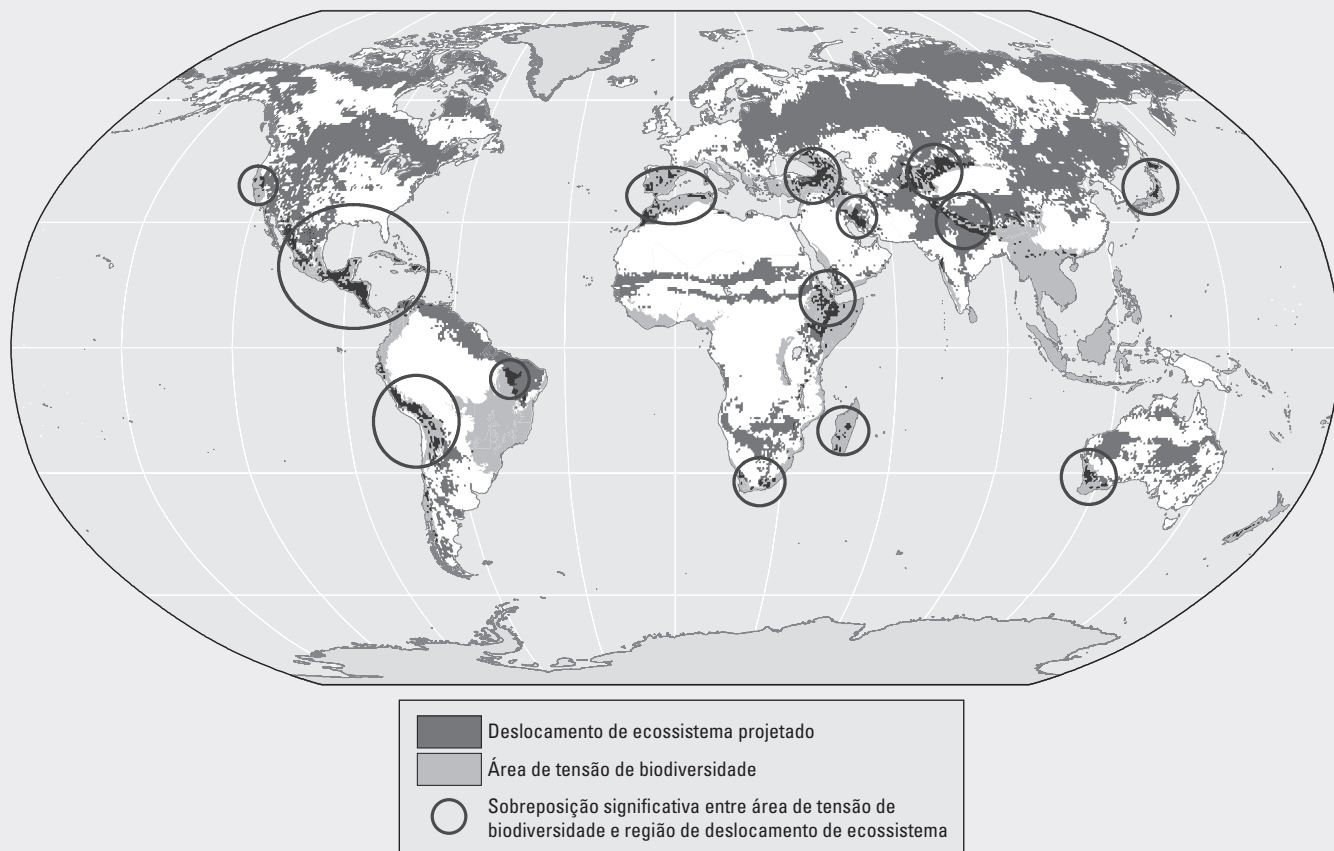 Deslocamento de ecossistema projetado
Área de tensão de biodiversidade
Sobreposição significativa entre área de tensão de
biodiversidade e região de deslocamento de ecossistema